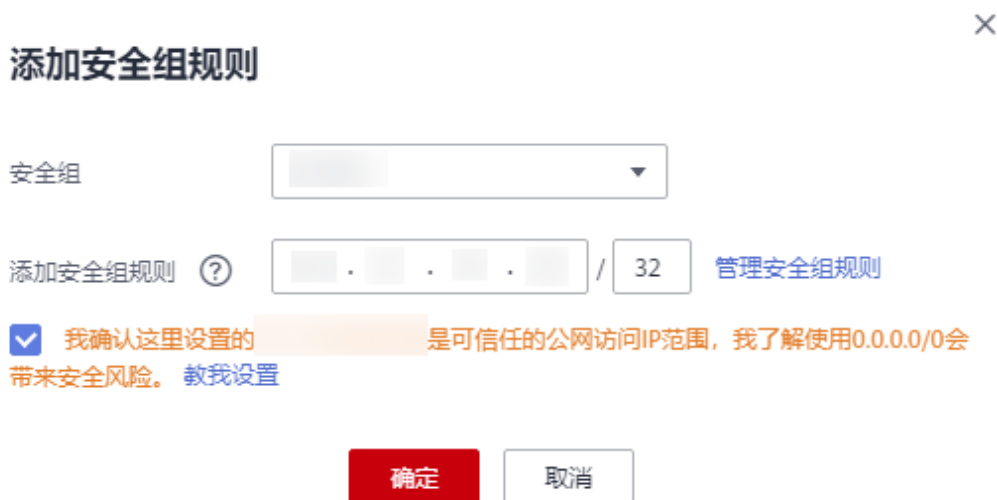 添加安全组规则
安全组
添加安全组规则 ? . . . / 32 管理安全组规则
我确认这里设置的是可信任的公网访问IP范围，我了解使用0.0.0.0/0会
带来安全风险。 教我设置
确定 取消